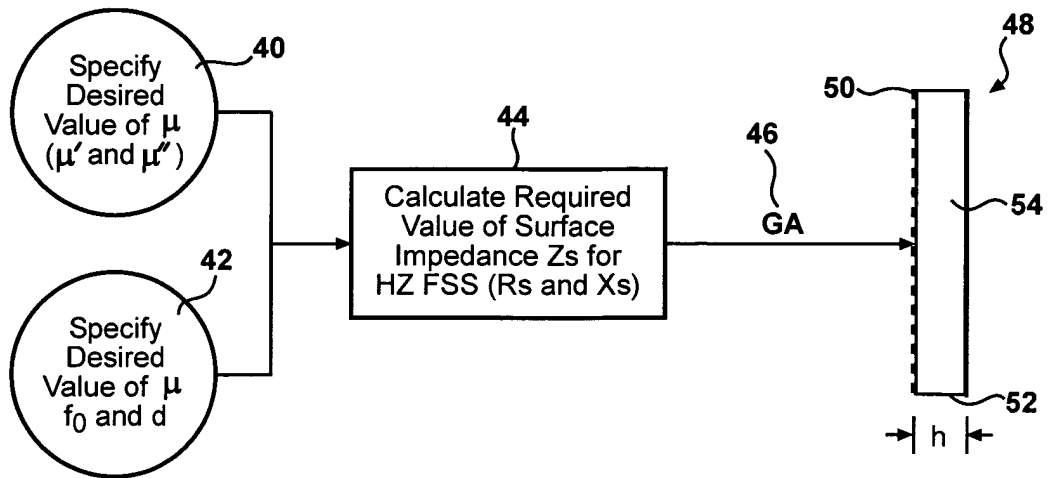 40
Specify
Desired
Value of μ
(μ′ and μ″)
42
Specify
Desired
Value of μ
f0 and d
44
Calculate Required
Value of Surface
Impedance Zs for
HZ FSS (Rs and Xs)
46
GA
48
50
54
52
h